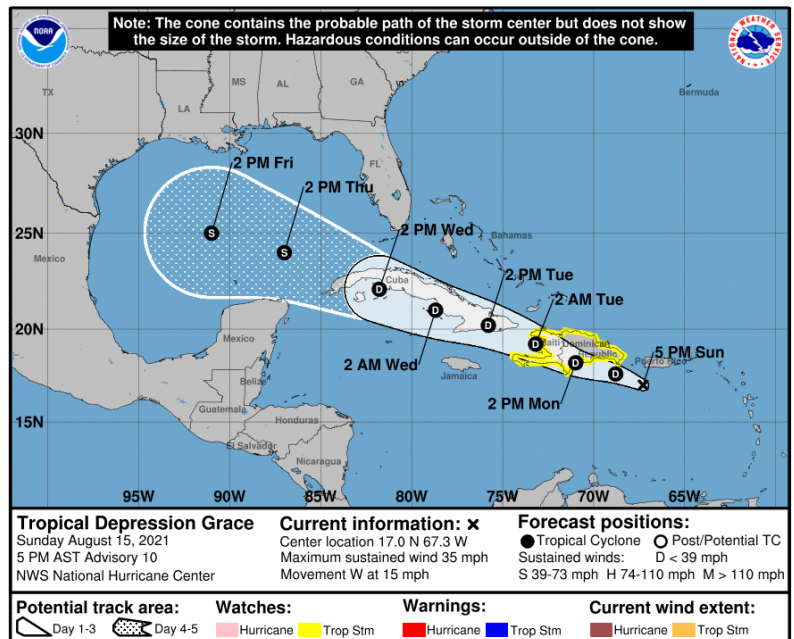 Note: The cone contains the probable path of the storm center but does not show
the size of the storm. Hazardous conditions can occur outside of the cone.
NOAA
NATIONAL WEATHER SERVICE
TX
LA
MS
AL
GA
FL
Bermuda
30N
25N
20N
15N
2 PM Fri
2 PM Thu
2 PM Wed
2 PM Tue
2 AM Tue
5 PM Sun
2 AM Wed
2 PM Mon
S
S
D
D
D
D
D
D
Mexico
Bahamas
Cuba
Haiti
Dominican
Republic
Puerto Rico
Jamaica
Mexico
Belize
Guatemala
Honduras
El Salvador
Nicaragua
95W 90W 85W 80W 75W 70W 65W
Tropical Depression Grace
Sunday August 15, 2021
5 PM AST Advisory 10
NWS National Hurricane Center
Current information: x
Center location 17.0 N 67.3 W
Maximum sustained wind 35 mph
Movement W at 15 mph
Forecast positions:
Tropical Cyclone Post/Potential TC
Sustained winds: D < 39 mph
S 39-73 mph H 74-110 mph M > 110 mph
Potential track area:
Day 1-3 Day 4-5
Watches:
Hurricane Trop Stm
Warnings:
Hurricane Trop Stm
Current wind extent:
Hurricane Trop Stm